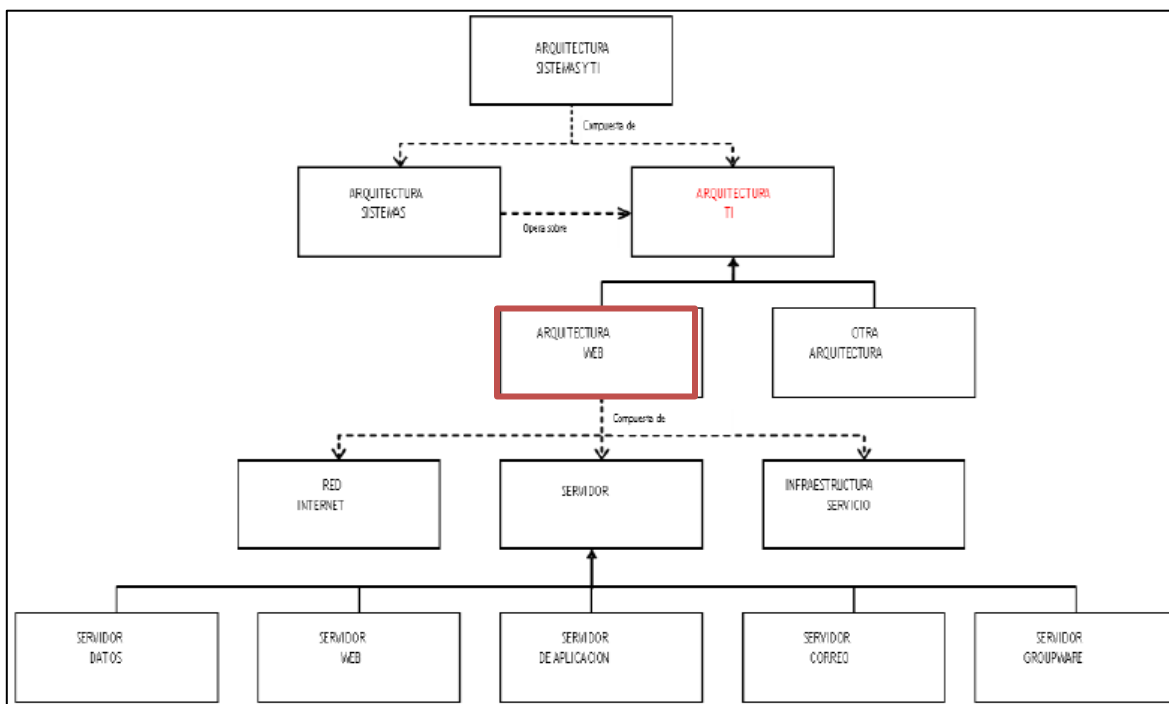 ARQUITECTURA
SISTEMAS Y TI
Compuesta de
ARQUITECTURA
SISTEMAS
ARQUITECTURA
TI
Opera sobre
ARQUITECTURA
WEB
OTRA
ARQUITECTURA
Compuesta de
RED
INTERNET
SERVIDOR
INFRAESTRUCTURA
SERVICIO
SERVIDOR
DATOS
SERVIDOR
WEB
SERVIDOR
DE APLICACION
SERVIDOR
CORREO
SERVIDOR
GROUPWARE